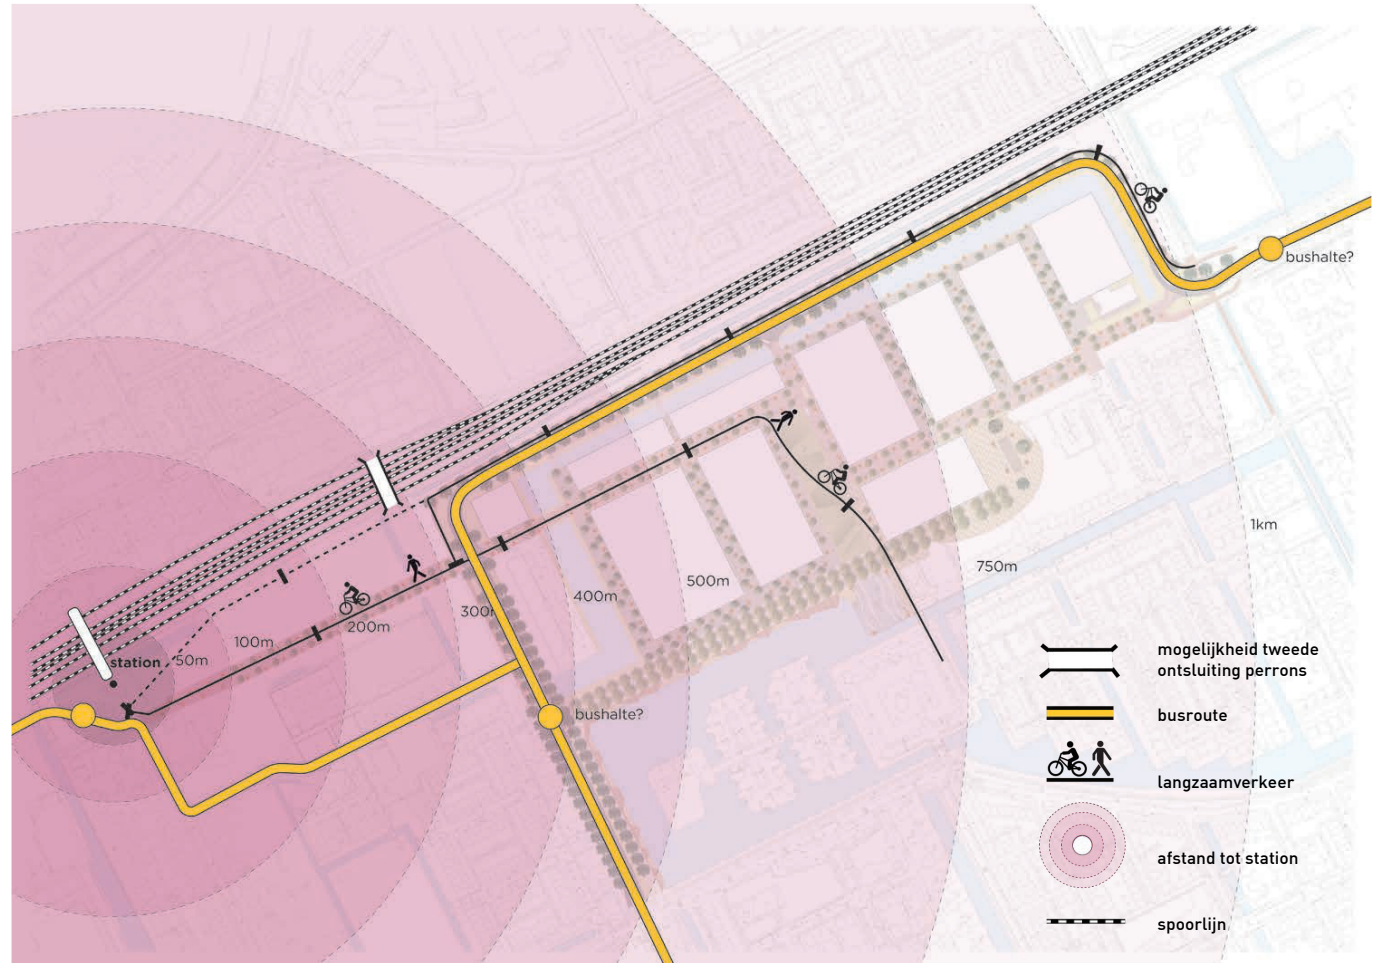 bushalte?
1km
750m
500m
400m
300m
200m
100m
50m
station
bushalte?
mogelijkheid tweede
ontsluiting perrons
busroute
langzaamverkeer
afstand tot station
spoorlijn